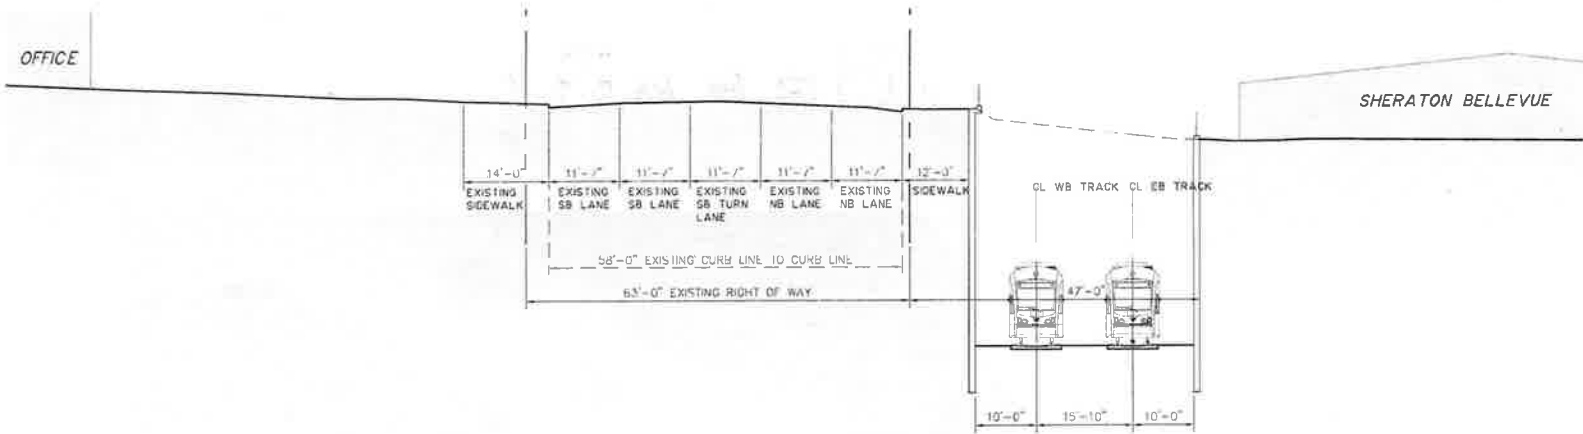 OFFICE
SHERATON BELLEVUE
14'-0"
11'-7"
11'-7"
11'-7"
11'-7"
11'-7"
12'-0"
EXISTING
SIDEWALK
EXISTING
SB LANE
EXISTING
SB LANE
EXISTING
SB TURN
LANE
EXISTING
NB LANE
EXISTING
NB LANE
SIDEWALK
CL WB TRACK
CL EB TRACK
58'-0" EXISTING CURB LINE TO CURB LINE
63'-0" EXISTING RIGHT OF WAY
47'-0"
10'-0"
15'-10"
10'-0"